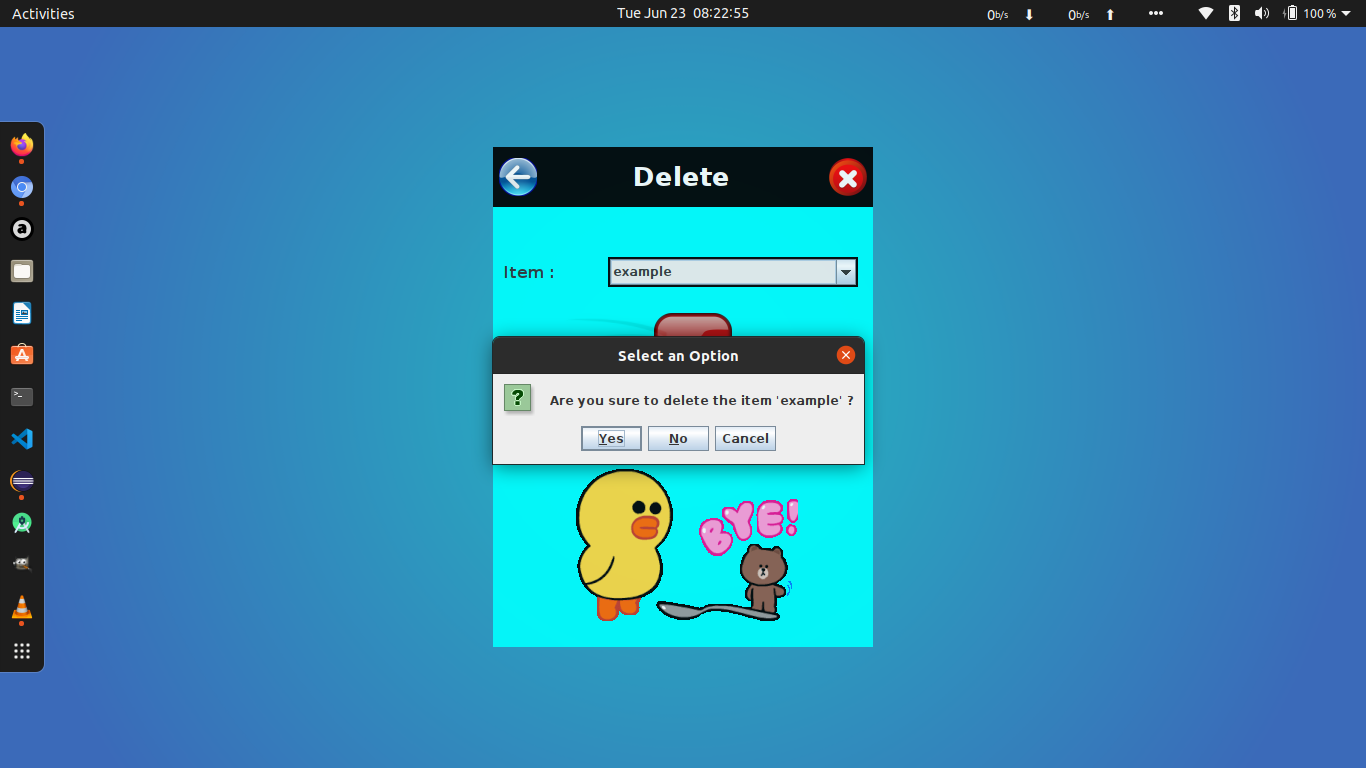 Activities
Tue Jun 23 08:22:55
0b/s 0b/s 100 %
Delete
Item :
example
Select an Option
? Are you sure to delete the item 'example' ?
Yes No Cancel
BYE!
a
>_